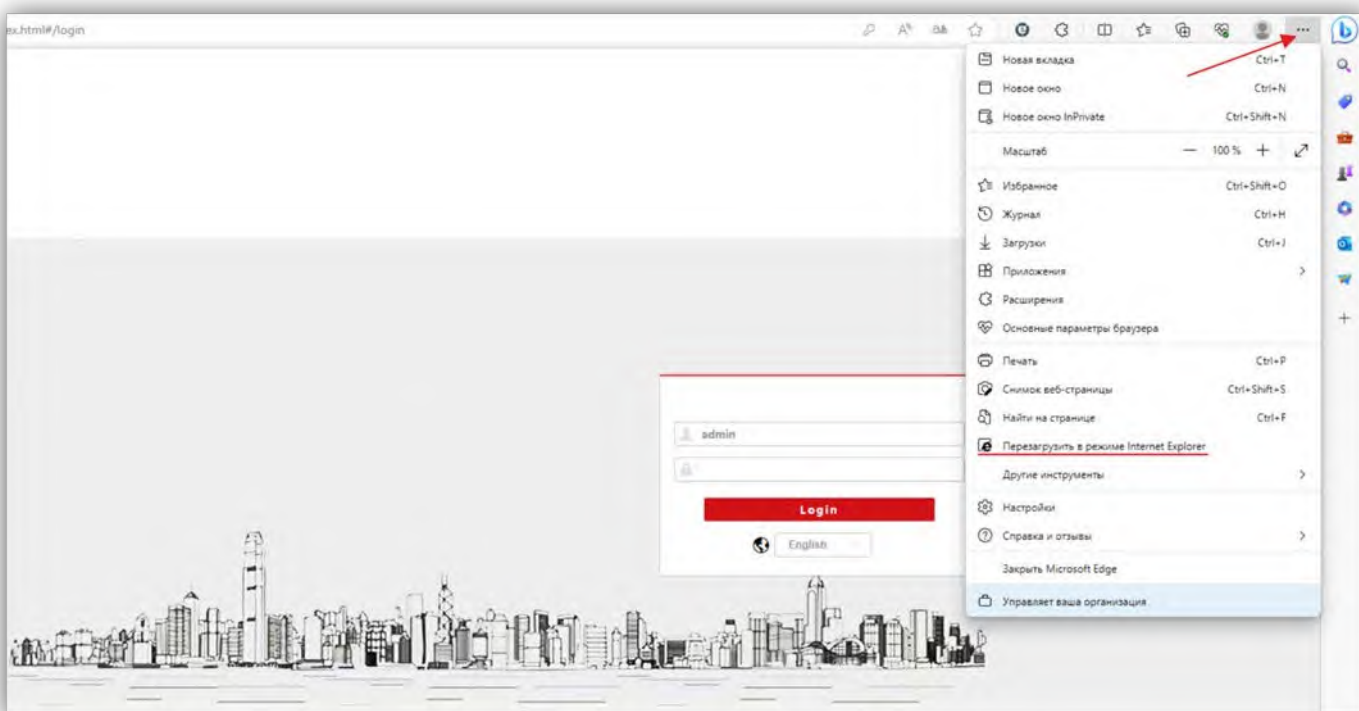 ex.html#/login
Новая вкладка Ctrl+T
Новое окно Ctrl+N
Новое окно InPrivate Ctrl+Shift+N
Масштаб — 100 % +
Избранное Ctrl+Shift+O
Журнал Ctrl+H
Загрузки Ctrl+J
Приложения
Расширения
Основные параметры браузера
Печать Ctrl+P
Снимок веб-страницы Ctrl+Shift+S
Найти на странице Ctrl+F
Перезагрузить в режиме Internet Explorer
Другие инструменты
Настройки
Справка и отзывы
Закрыть Microsoft Edge
Управляет ваша организация
admin
Login
English